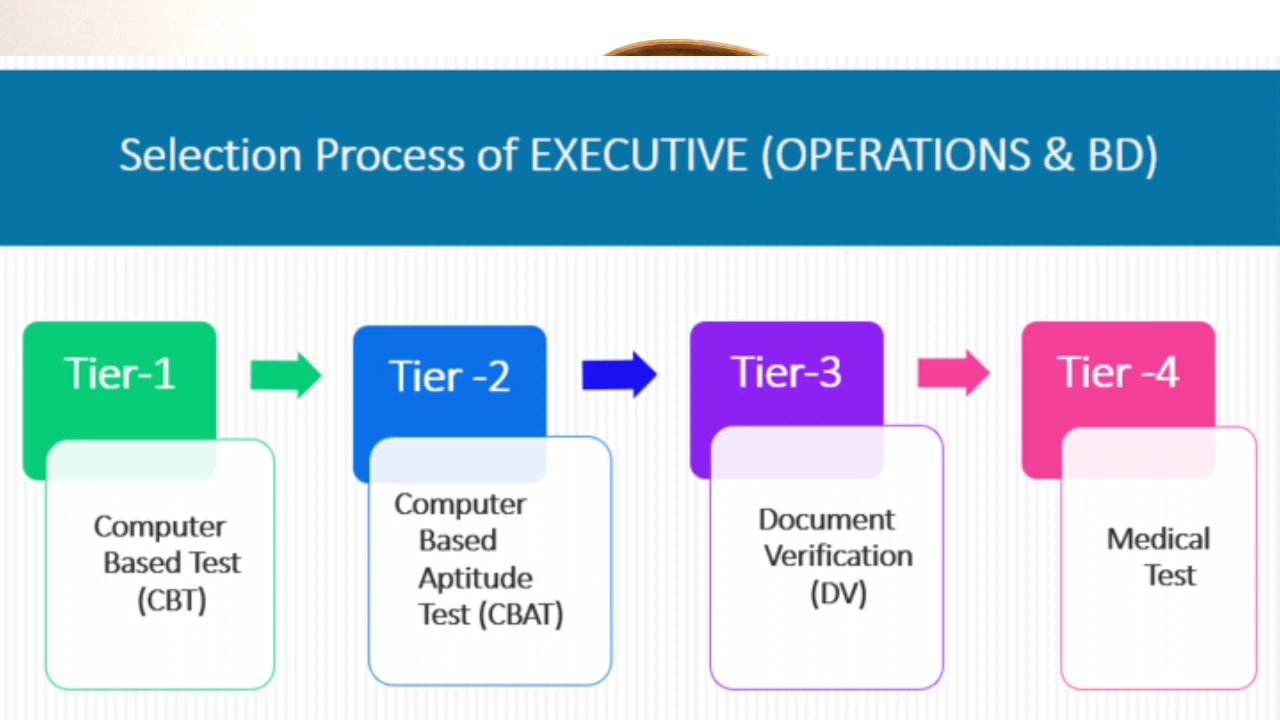 Selection Process of EXECUTIVE (OPERATIONS & BD)
Tier-1
Computer
Based Test
(CBT)
Tier -2
Computer
Based
Aptitude
Test (CBAT)
Tier-3
Document
Verification
(DV)
Tier -4
Medical
Test